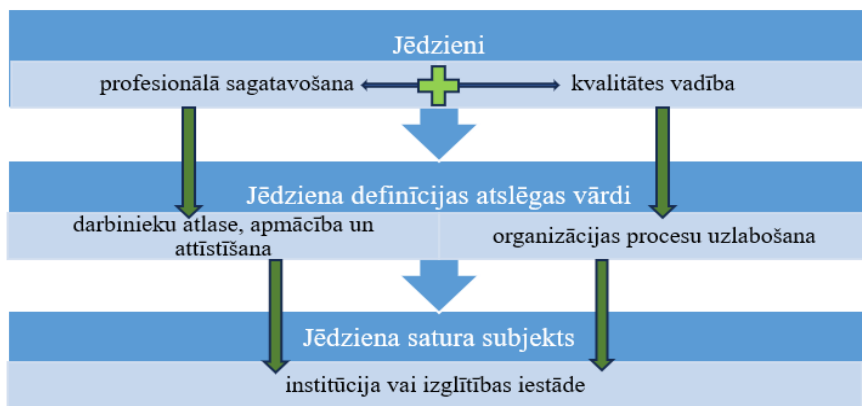 Jēdzieni
profesionālā sagatavošana
kvalitātes vadība
Jēdziena definīcijas atslēgas vārdi
darbinieku atlase, apmācība un
attīstīšana
organizācijas procesu uzlabošana
Jēdziena satura subjekts
institūcija vai izglītības iestāde